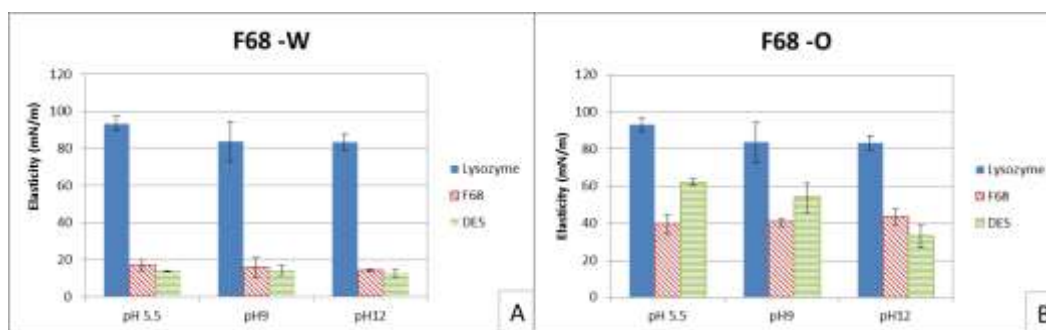 F68 -W
120
100
80
60
40
20
0
Elasticity (mN/m)
pH 5.5
pH9
pH12
Lysozyme
F68
DES
A
F68 -O
120
100
80
60
40
20
0
Elasticity (mN/m)
pH 5.5
pH9
pH12
Lysozyme
F68
DES
B